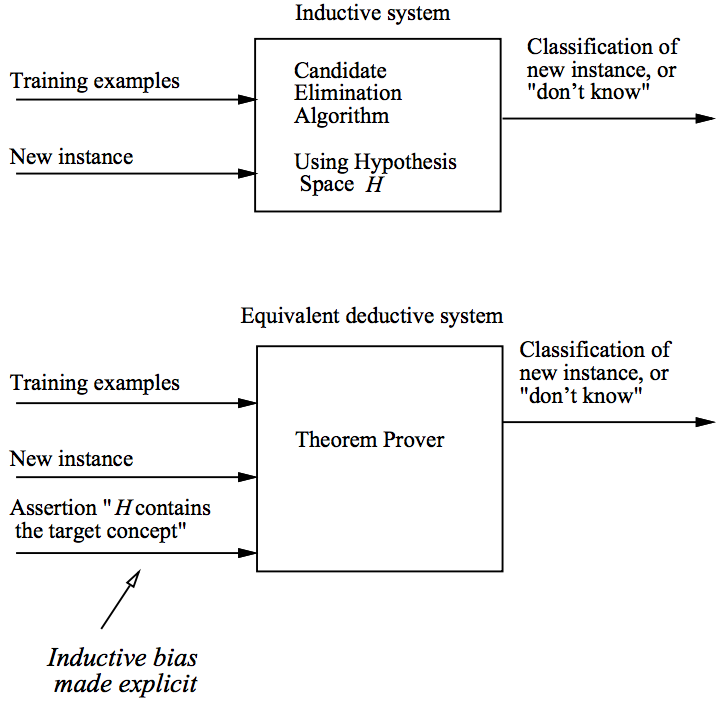 Inductive system
Training examples
New instance
Candidate
Elimination
Algorithm
Using Hypothesis
Space H
Classification of
new instance, or
"don't know"
Equivalent deductive system
Training examples
New instance
Assertion "H contains
the target concept"
Theorem Prover
Classification of
new instance, or
"don't know"
Inductive bias
made explicit